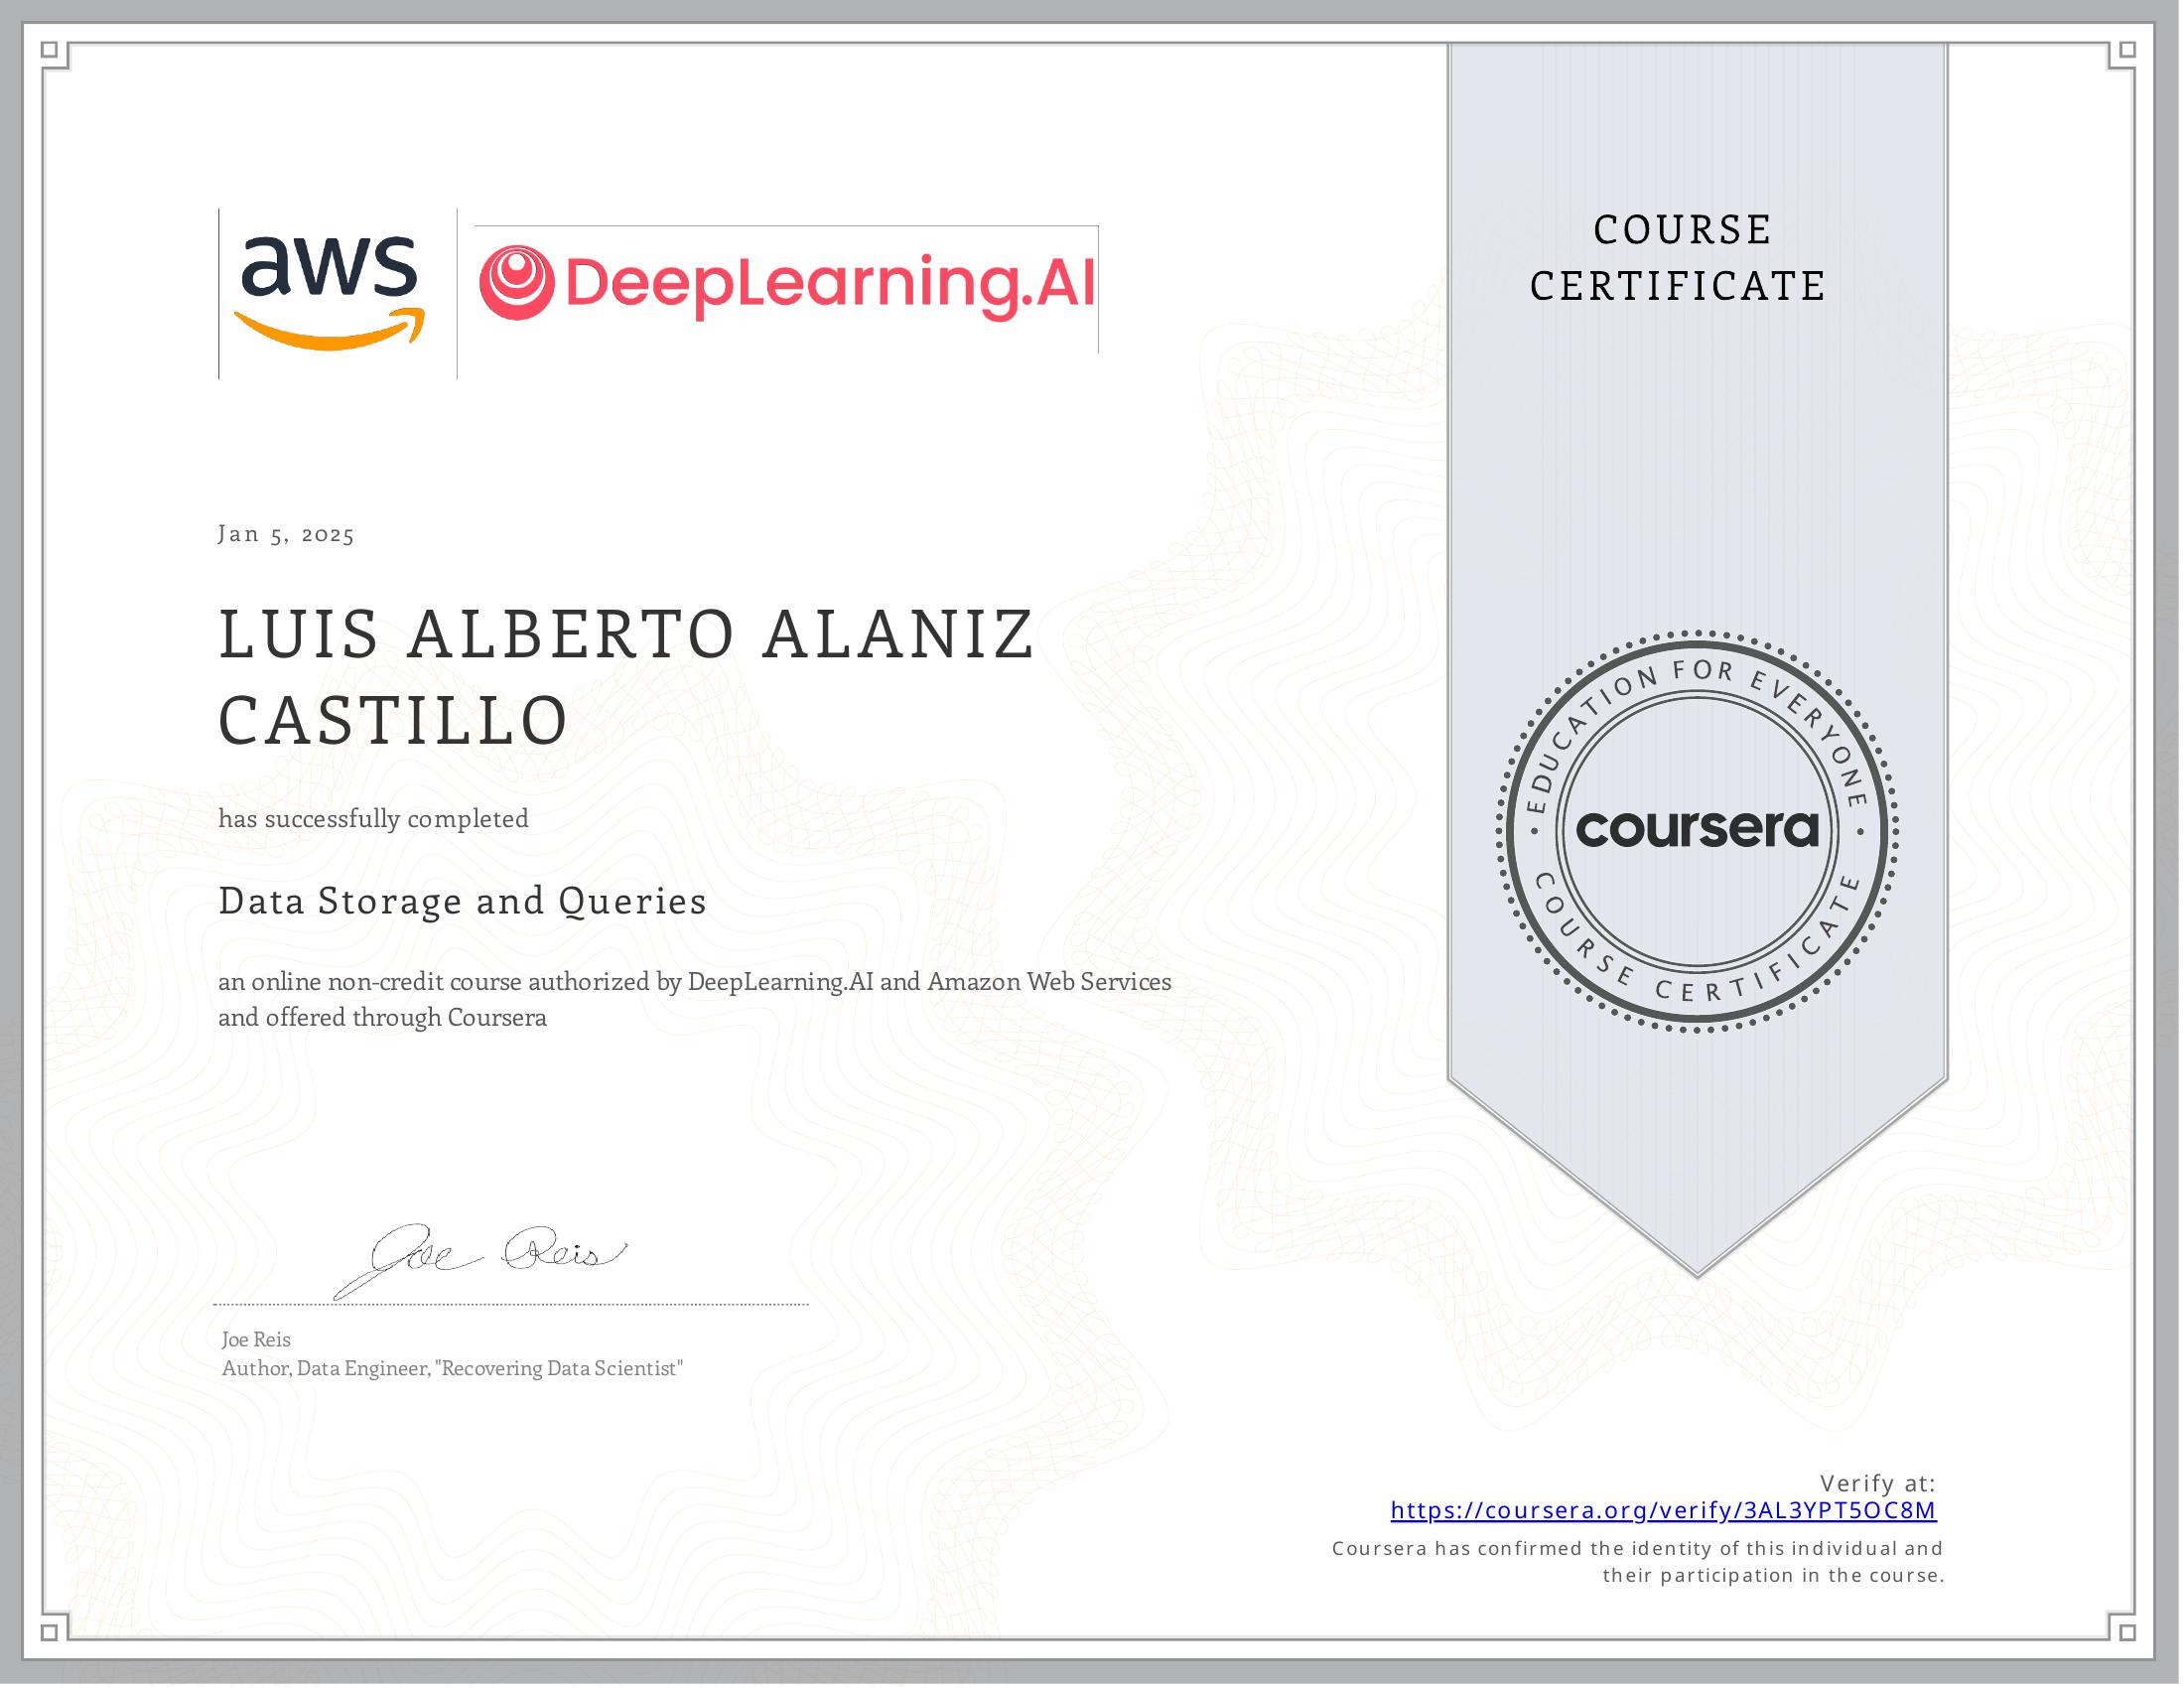 aws
DeepLearning.AI
COURSE
CERTIFICATE
Jan 5, 2025
LUIS ALBERTO ALANIZ
CASTILLO
has successfully completed
Data Storage and Queries
an online non-credit course authorized by DeepLearning.AI and Amazon Web Services
and offered through Coursera
EDUCATION FOR EVERYONE
coursera
COURSE CERTIFICATE
Joe Reis
Joe Reis
Author, Data Engineer, "Recovering Data Scientist"
Verify at:
https://coursera.org/verify/3AL3YPT5OC8M
Coursera has confirmed the identity of this individual and
their participation in the course.